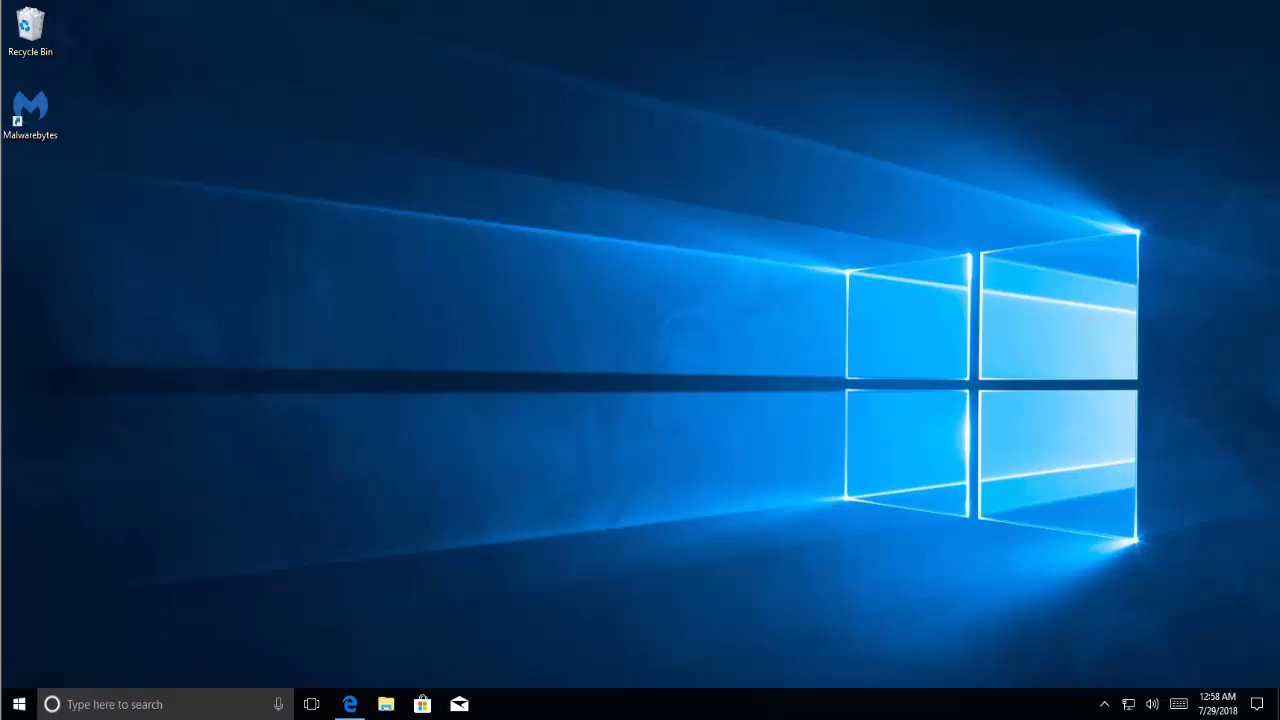 Recycle Bin
Malwarebytes
Type here to search
12:58 AM
7/29/2018